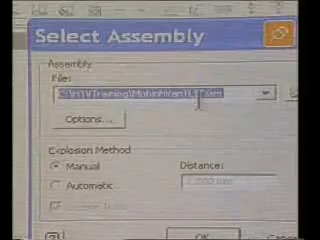 Select Assembly
Assembly
File:
Options...
Explosion Method
Manual
Distance:
Automatic
OK